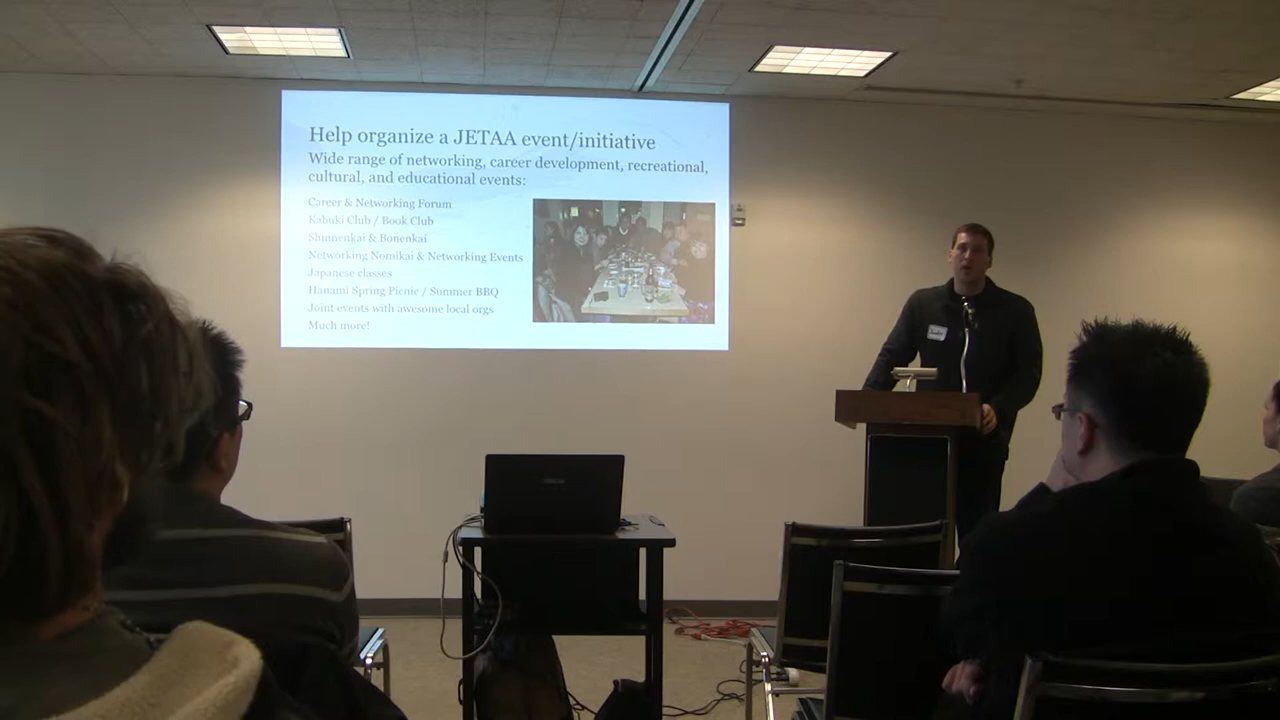 Help organize a JETAA event/initiative
Wide range of networking, career development, recreational,
cultural, and educational events:
Career & Networking Forum
Kabuki Club / Book Club
Shinnenkai & Bonenkai
Networking Nomikai & Networking Events
Japanese classes
Hanami Spring Picnic / Summer BBQ
Joint events with awesome local orgs
Much more!